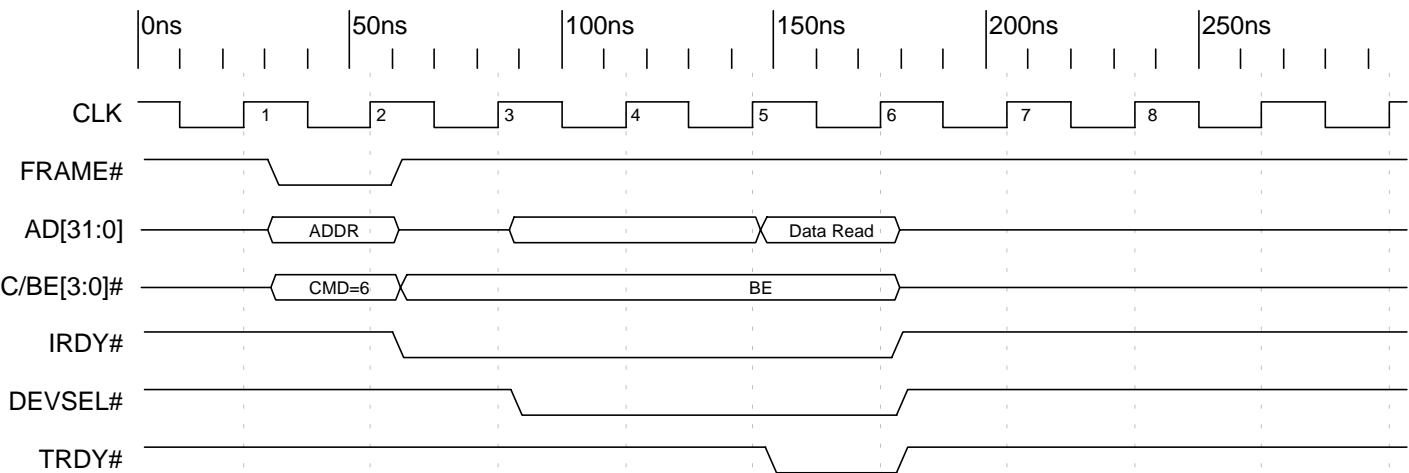 0ns 50ns 100ns 150ns 200ns 250ns
CLK 1 2 3 4 5 6 7 8
FRAME#
AD[31:0] ADDR Data Read
C/BE[3:0]# CMD=6 BE
IRDY#
DEVSEL#
TRDY#